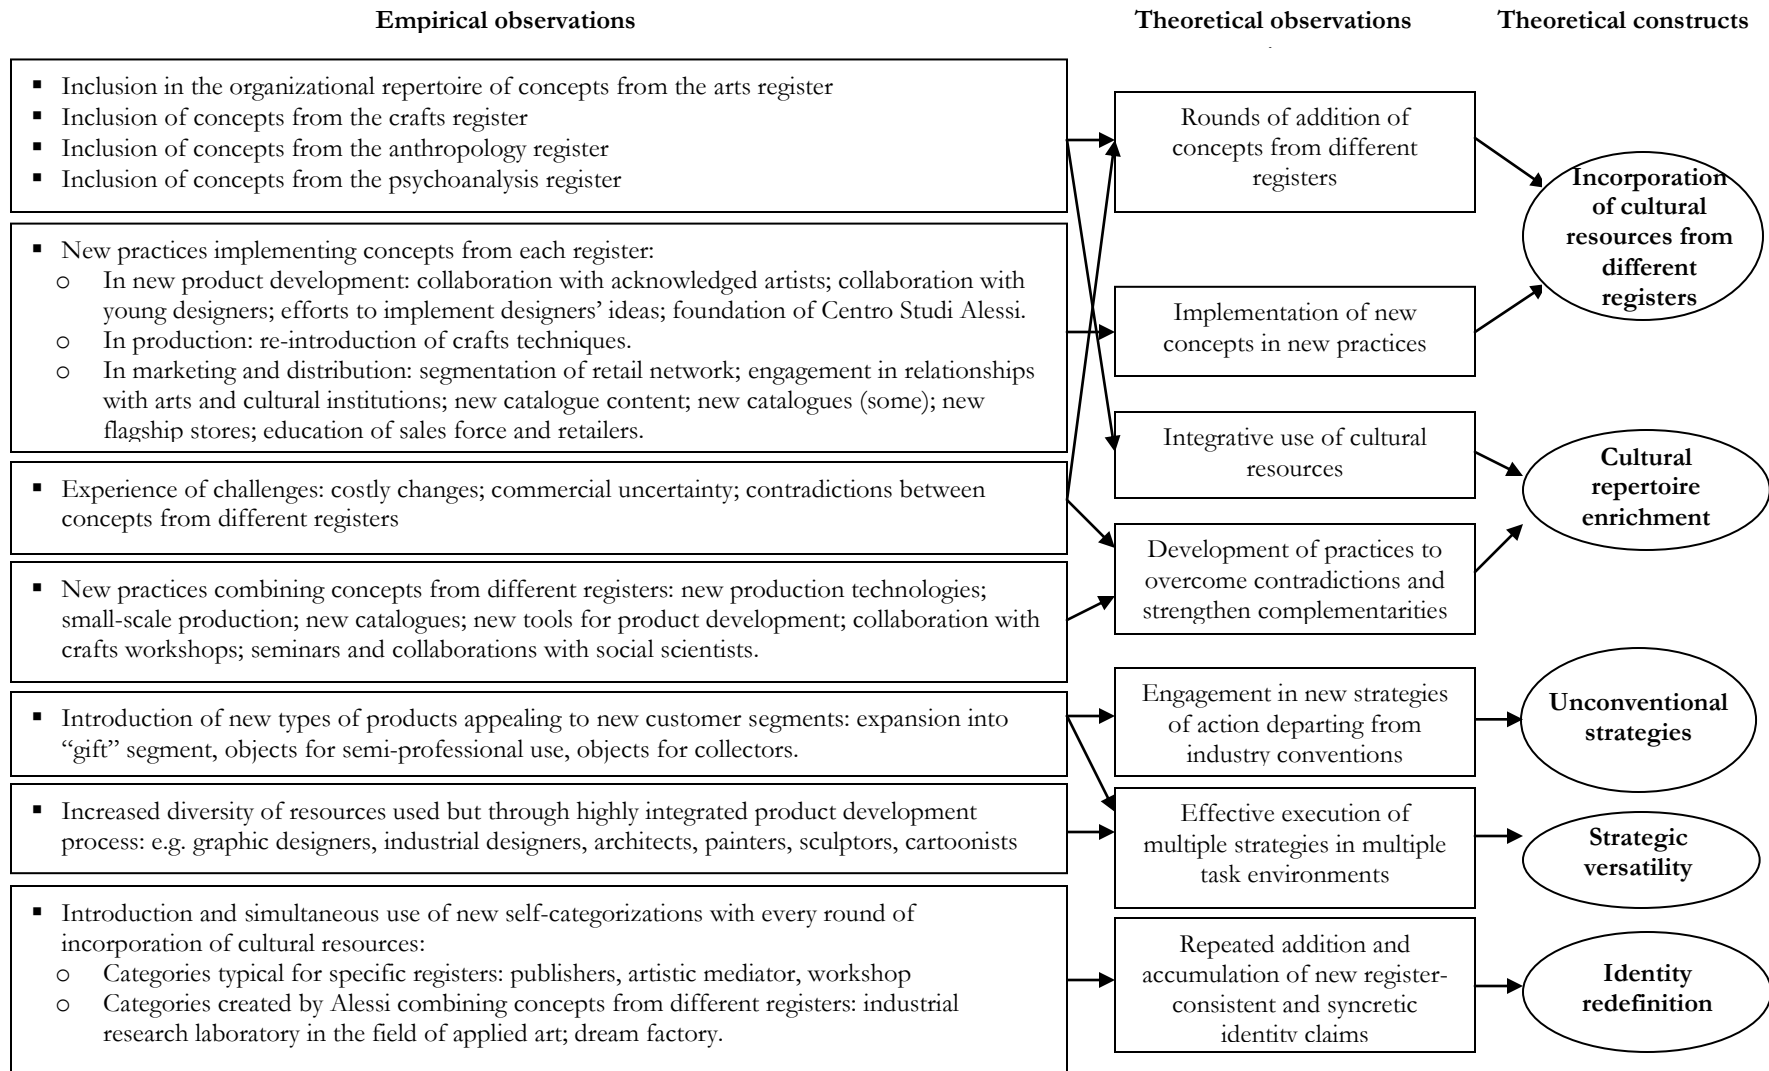 Empirical observations
Theoretical observations
Theoretical constructs
▪ Inclusion in the organizational repertoire of concepts from the arts register
▪ Inclusion of concepts from the crafts register
▪ Inclusion of concepts from the anthropology register
▪ Inclusion of concepts from the psychoanalysis register
▪ New practices implementing concepts from each register:
o In new product development: collaboration with acknowledged artists; collaboration with
young designers; efforts to implement designers’ ideas; foundation of Centro Studi Alessi.
o In production: re-introduction of crafts techniques.
o In marketing and distribution: segmentation of retail network; engagement in relationships
with arts and cultural institutions; new catalogue content; new catalogues (some); new
flagship stores; education of sales force and retailers.
▪ Experience of challenges: costly changes; commercial uncertainty; contradictions between
concepts from different registers
▪ New practices combining concepts from different registers: new production technologies;
small-scale production; new catalogues; new tools for product development; collaboration with
crafts workshops; seminars and collaborations with social scientists.
▪ Introduction of new types of products appealing to new customer segments: expansion into
“gift” segment, objects for semi-professional use, objects for collectors.
▪ Increased diversity of resources used but through highly integrated product development
process: e.g. graphic designers, industrial designers, architects, painters, sculptors, cartoonists
▪ Introduction and simultaneous use of new self-categorizations with every round of
incorporation of cultural resources:
o Categories typical for specific registers: publishers, artistic mediator, workshop
o Categories created by Alessi combining concepts from different registers: industrial
research laboratory in the field of applied art; dream factory.
Rounds of addition of
concepts from different
registers
Implementation of new
concepts in new practices
Integrative use of cultural
resources
Development of practices to
overcome contradictions and
strengthen complementarities
Engagement in new strategies
of action departing from
industry conventions
Effective execution of
multiple strategies in multiple
task environments
Repeated addition and
accumulation of new register-
consistent and syncretic
identity claims
Incorporation
of cultural
resources from
different
registers
Cultural
repertoire
enrichment
Unconventional
strategies
Strategic
versatility
Identity
redefinition